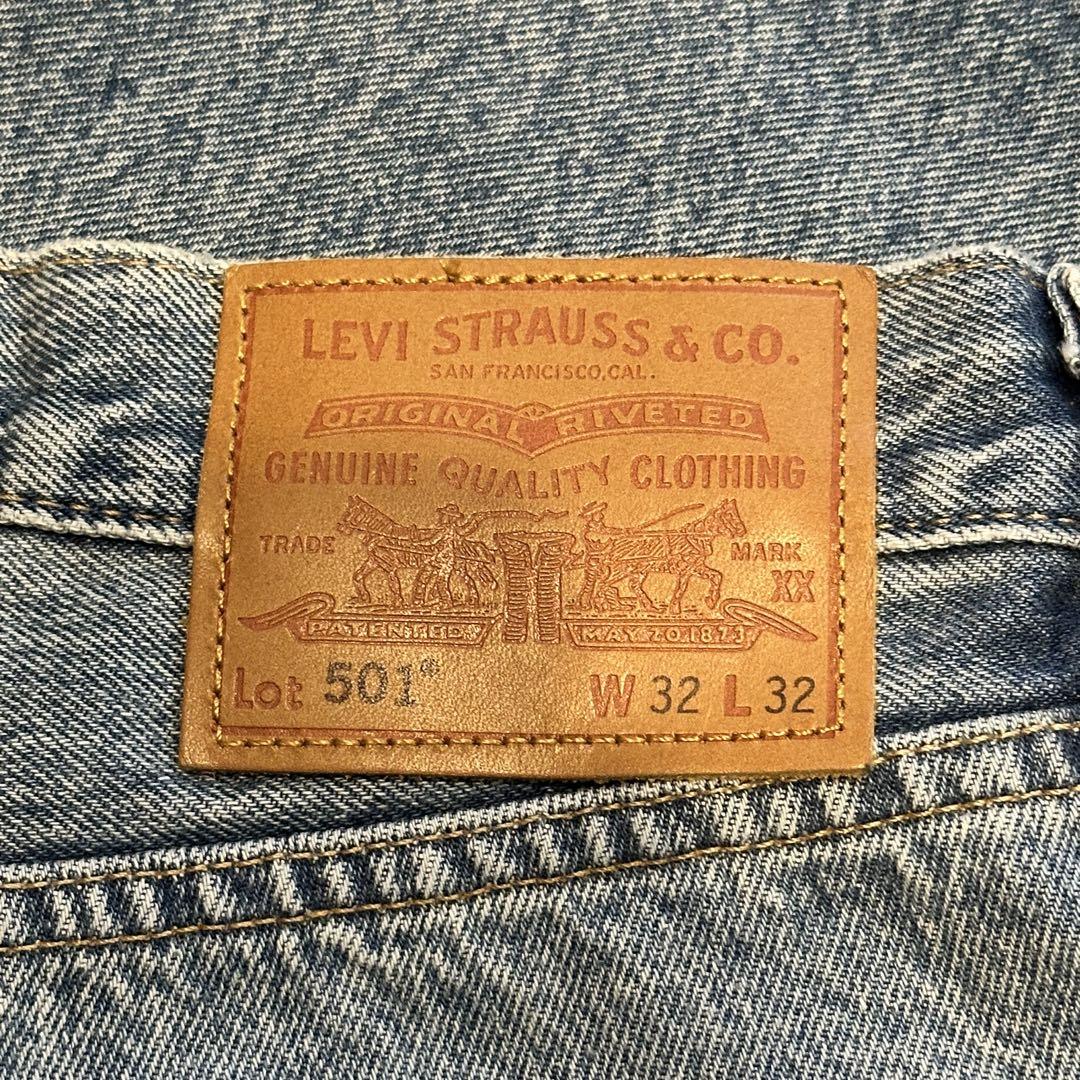 LEVI STRAUSS & CO.
SAN FRANCISCO, CAL.
ORIGINAL RIVETED
GENUINE QUALITY CLOTHING
TRADE MARK
XX
PATENTED MAY 20 1873
Lot 501® W 32 L 32